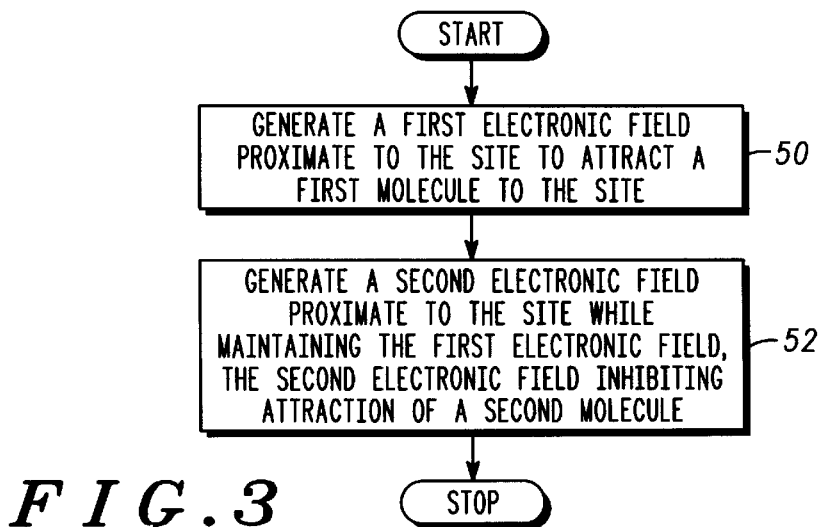 START
GENERATE A FIRST ELECTRONIC FIELD
PROXIMATE TO THE SITE TO ATTRACT A
FIRST MOLECULE TO THE SITE
50
GENERATE A SECOND ELECTRONIC FIELD
PROXIMATE TO THE SITE WHILE
MAINTAINING THE FIRST ELECTRONIC FIELD,
THE SECOND ELECTRONIC FIELD INHIBITING
ATTRACTION OF A SECOND MOLECULE
52
STOP
FIG.3